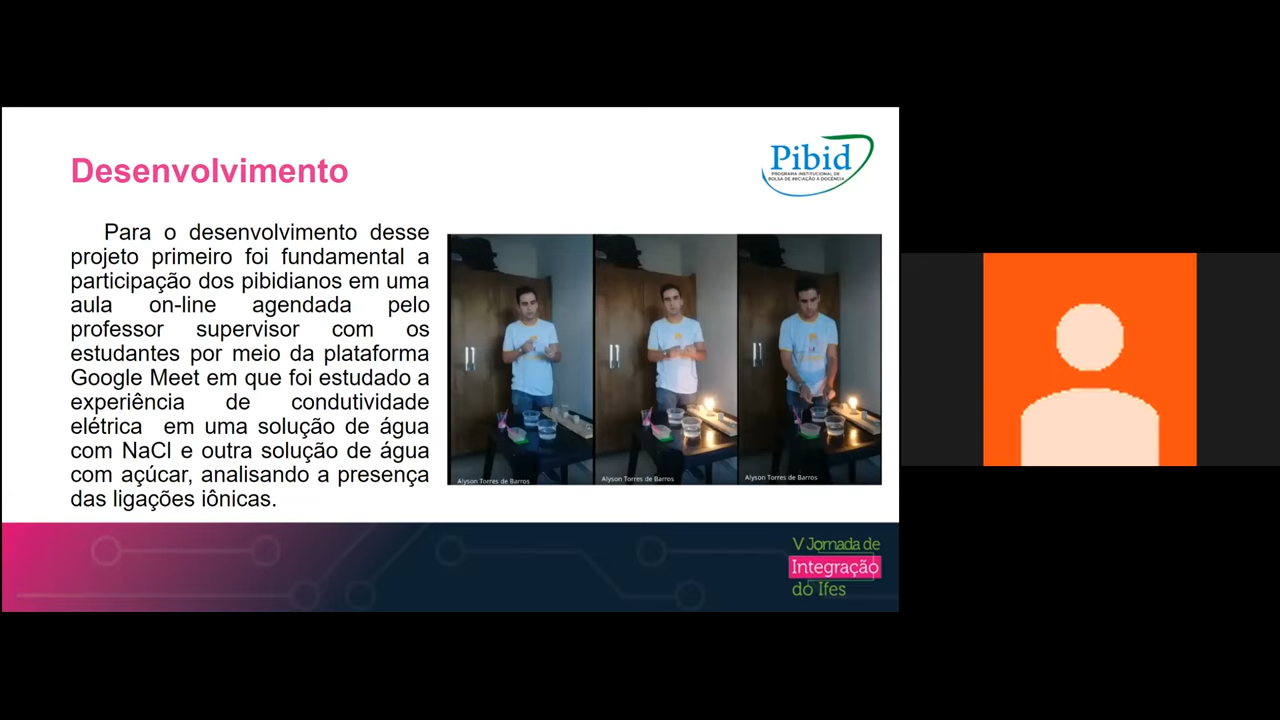 Desenvolvimento
Pibid
PROGRAMA INSTITUCIONAL DE
BOLSA DE INICIAÇÃO À DOCÊNCIA
Para o desenvolvimento desse
projeto primeiro foi fundamental a
participação dos pibidianos em uma
aula on-line agendada pelo
professor supervisor com os
estudantes por meio da plataforma
Google Meet em que foi estudado a
experiência de condutividade
elétrica em uma solução de água
com NaCl e outra solução de água
com açúcar, analisando a presença
das ligações iônicas.
Alyson Torres de Barros
Alyson Torres de Barros
Alyson Torres de Barros
V Jornada de
Integração
do Ifes